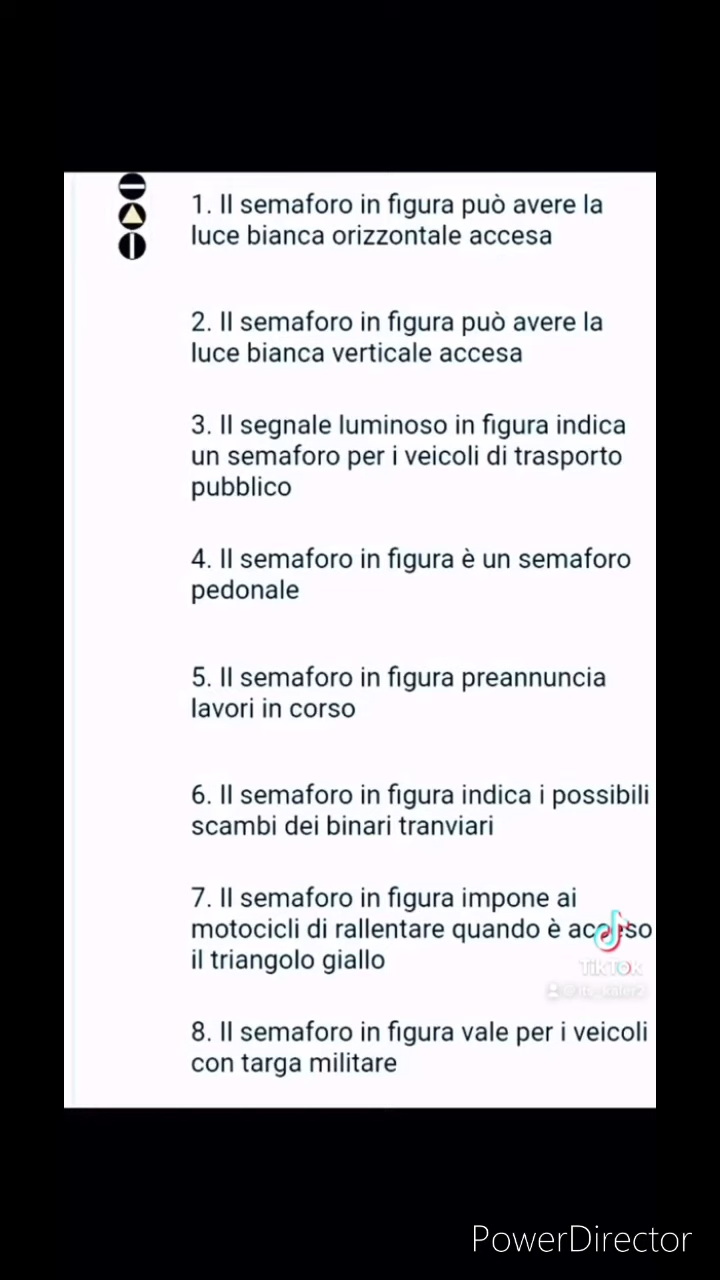 1. Il semaforo in figura può avere la
luce bianca orizzontale accesa
2. Il semaforo in figura può avere la
luce bianca verticale accesa
3. Il segnale luminoso in figura indica
un semaforo per i veicoli di trasporto
pubblico
4. Il semaforo in figura è un semaforo
pedonale
5. Il semaforo in figura preannuncia
lavori in corso
6. Il semaforo in figura indica i possibili
scambi dei binari tranviari
7. Il semaforo in figura impone ai
motocicli di rallentare quando è acceso
il triangolo giallo
TikTok
8. Il semaforo in figura vale per i veicoli
con targa militare
PowerDirector